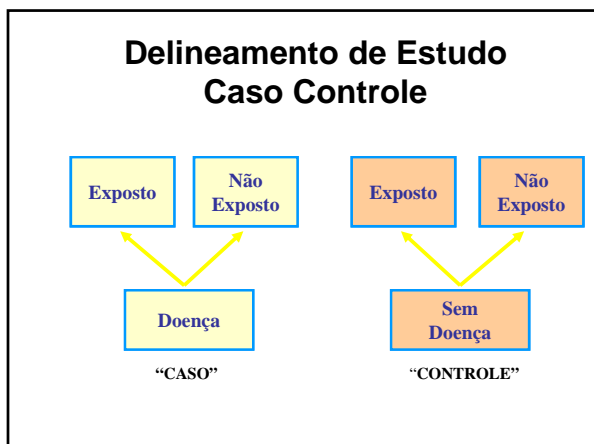 Delineamento de Estudo
Caso Controle
Exposto
Não
Exposto
Exposto
Não
Exposto
Doença
Sem
Doença
“CASO”
“CONTROLE”